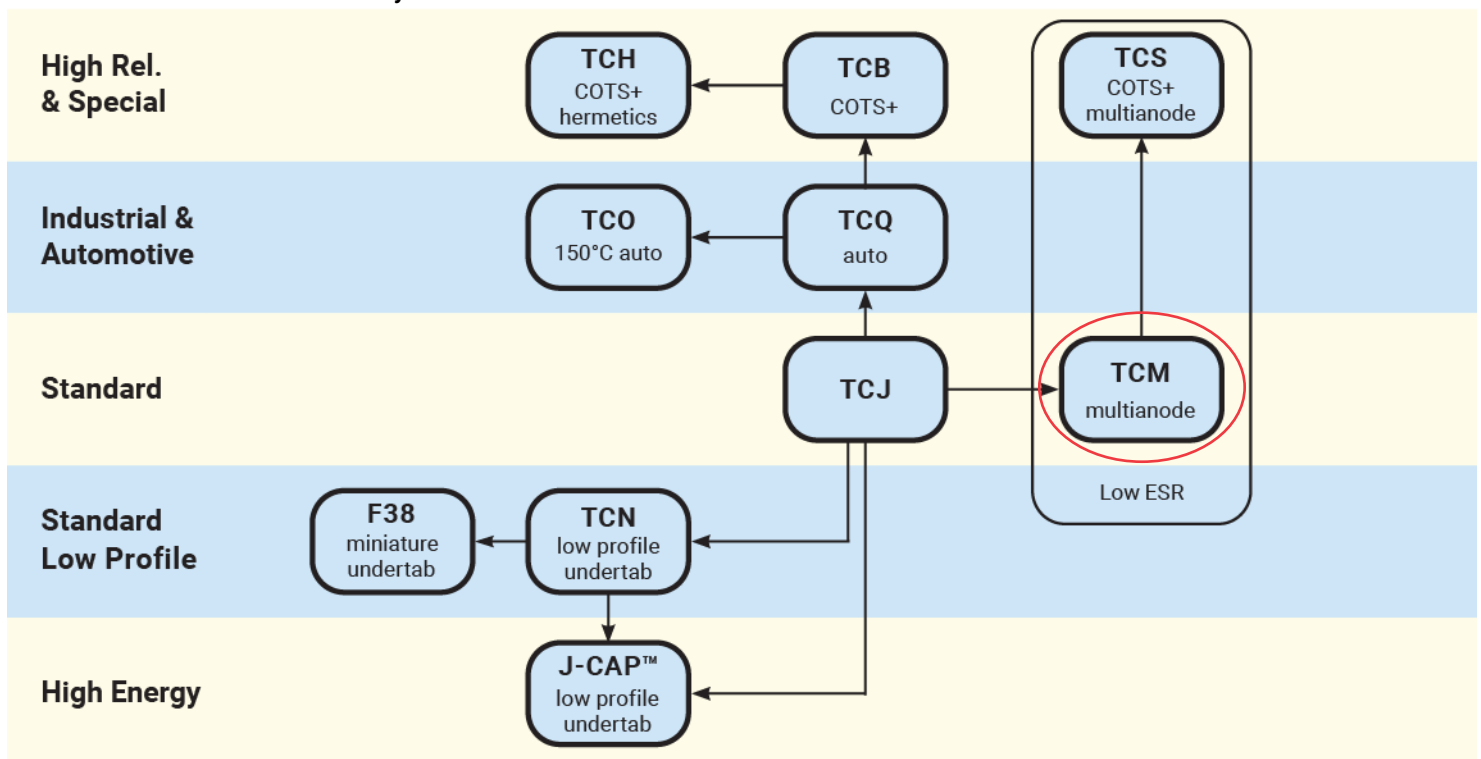 High Rel.
& Special
TCH
COTS+
hermetics
TCB
COTS+
TCS
COTS+
multianode
Industrial &
Automotive
TCO
150°C auto
TCQ
auto
Standard
TCJ
TCM
multianode
Low ESR
Standard
Low Profile
F38
miniature
undertab
TCN
low profile
undertab
High Energy
J-CAP™
low profile
undertab